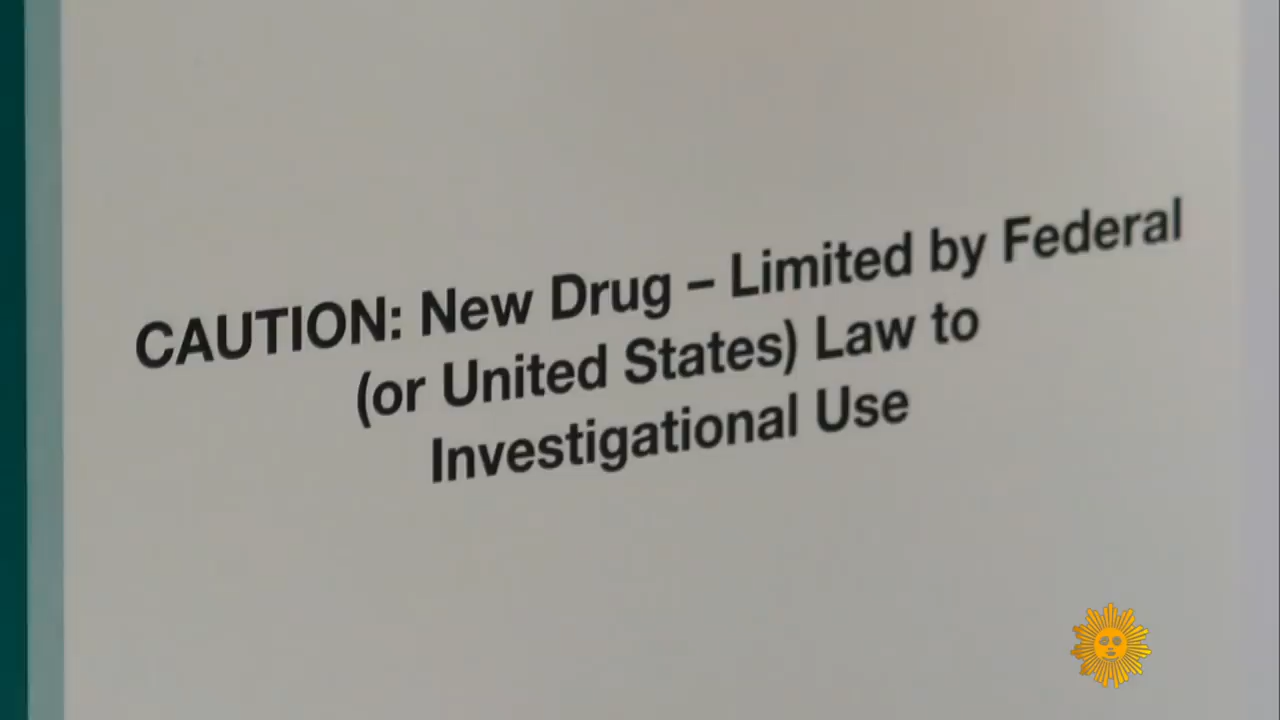 CAUTION: New Drug – Limited by Federal
(or United States) Law to
Investigational Use